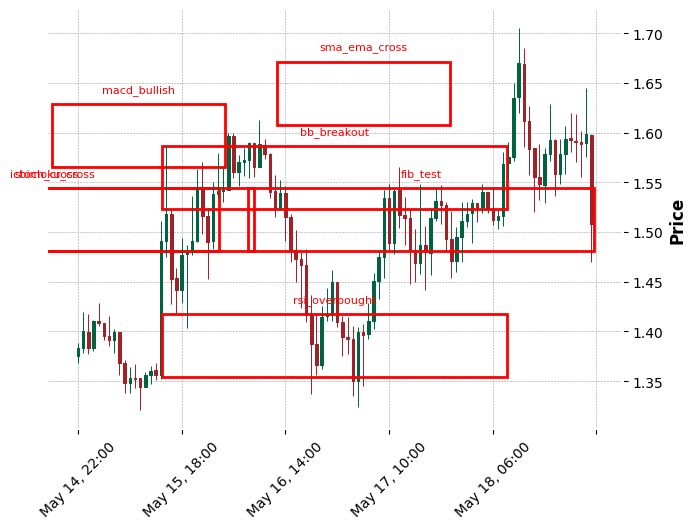 sma_ema_cross
macd_bullish
bb_breakout
fib_test
rsi_overbought
1.70
1.65
1.60
1.55
1.50
1.45
1.40
1.35
Price
May 14, 22:00
May 15, 18:00
May 16, 14:00
May 17, 10:00
May 18, 06:00